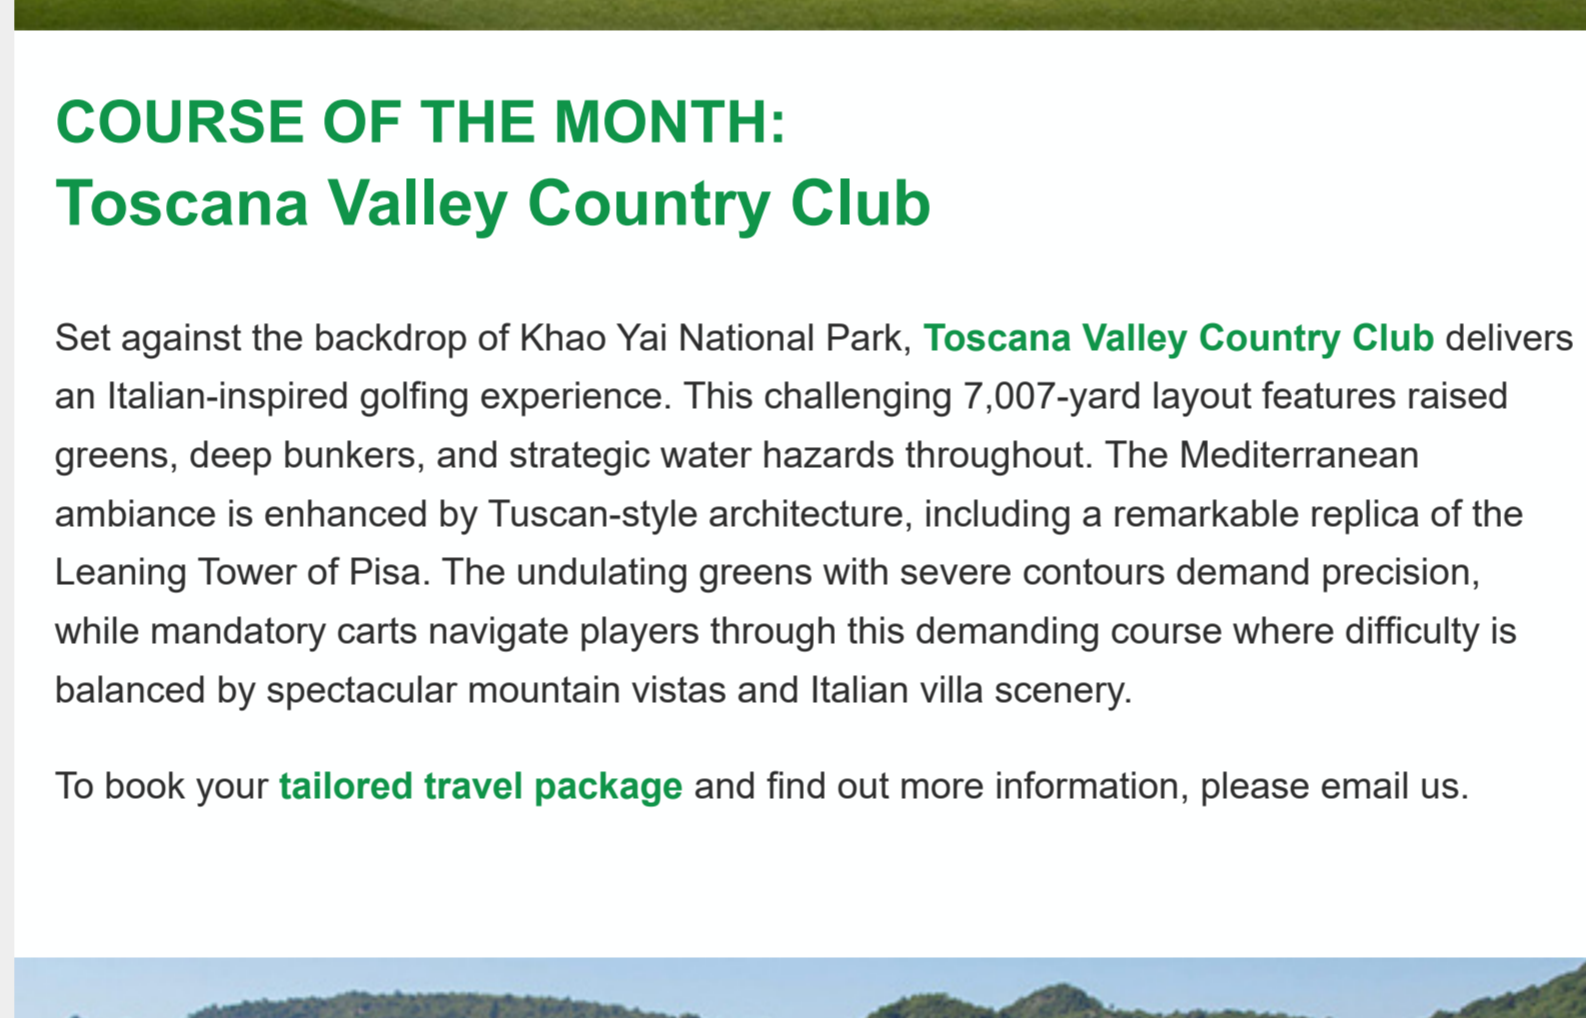 COURSE OF THE MONTH:
Toscana Valley Country Club
Set against the backdrop of Khao Yai National Park, Toscana Valley Country Club delivers
an Italian-inspired golfing experience. This challenging 7,007-yard layout features raised
greens, deep bunkers, and strategic water hazards throughout. The Mediterranean
ambiance is enhanced by Tuscan-style architecture, including a remarkable replica of the
Leaning Tower of Pisa. The undulating greens with severe contours demand precision,
while mandatory carts navigate players through this demanding course where difficulty is
balanced by spectacular mountain vistas and Italian villa scenery.
To book your tailored travel package and find out more information, please email us.